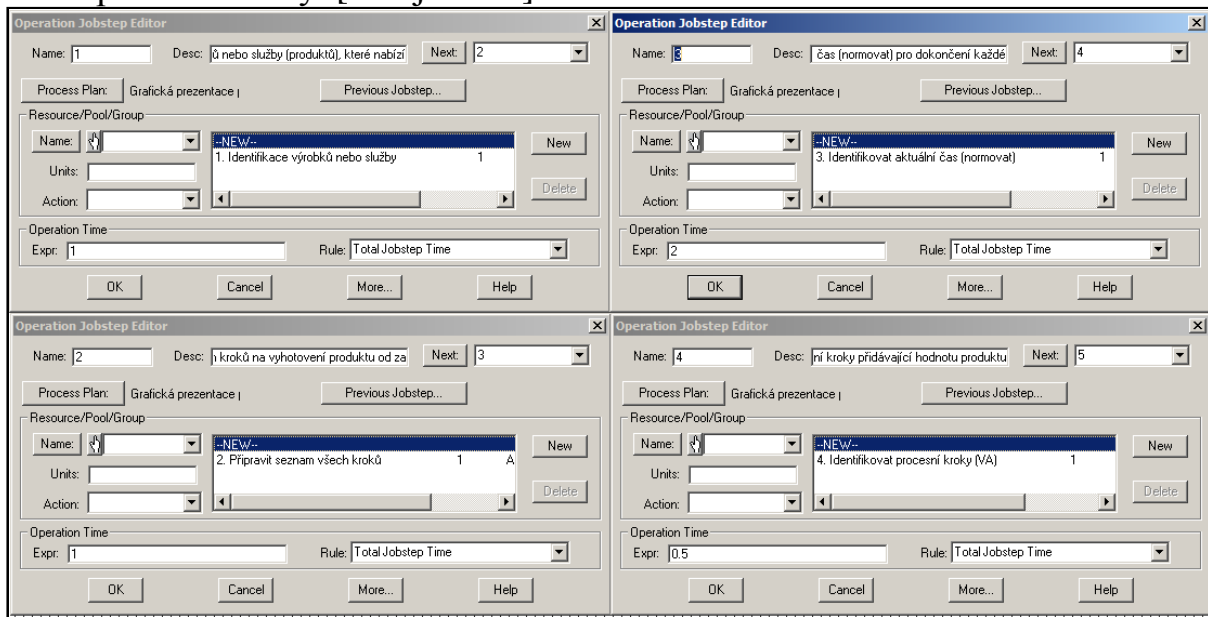 Operation Jobstep Editor
Name: 1 Desc: ů nebo služby (produktů), které nabízí Next: 2
Process Plan: Grafická prezentace Previous Jobstep...
Resource/Pool/Group
Name: --NEW-- New
1. Identifikace výrobků nebo služby 1
Units:
Action: Delete
Operation Time
Expr: 1 Rule: Total Jobstep Time
OK Cancel More... Help
Operation Jobstep Editor
Name: 3 Desc: čas (normovat) pro dokončení každé Next: 4
Process Plan: Grafická prezentace Previous Jobstep...
Resource/Pool/Group
Name: --NEW-- New
3. Identifikovat aktuální čas (normovat) 1
Units:
Action: Delete
Operation Time
Expr: 2 Rule: Total Jobstep Time
OK Cancel More... Help
Operation Jobstep Editor
Name: 2 Desc: kroků na vyhotovení produktu od za Next: 3
Process Plan: Grafická prezentace Previous Jobstep...
Resource/Pool/Group
Name: --NEW-- New
2. Připravit seznam všech kroků 1 A
Units:
Action: Delete
Operation Time
Expr: 1 Rule: Total Jobstep Time
OK Cancel More... Help
Operation Jobstep Editor
Name: 4 Desc: ní kroky přidávající hodnotu produktu Next: 5
Process Plan: Grafická prezentace Previous Jobstep...
Resource/Pool/Group
Name: --NEW-- New
4. Identifikovat procesní kroky (VA) 1
Units:
Action: Delete
Operation Time
Expr: 0.5 Rule: Total Jobstep Time
OK Cancel More... Help